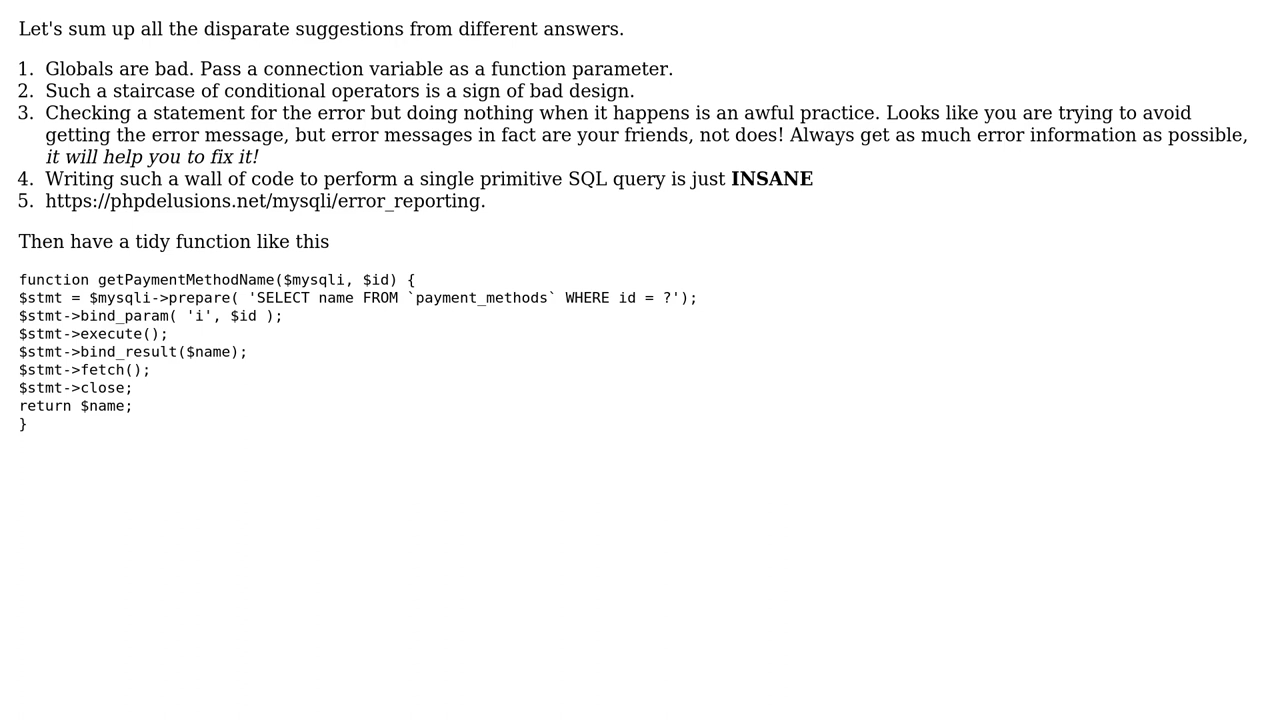 Let's sum up all the disparate suggestions from different answers.
1. Globals are bad. Pass a connection variable as a function parameter.
2. Such a staircase of conditional operators is a sign of bad design.
3. Checking a statement for the error but doing nothing when it happens is an awful practice. Looks like you are trying to avoid
getting the error message, but error messages in fact are your friends, not does! Always get as much error information as possible,
it will help you to fix it!
4. Writing such a wall of code to perform a single primitive SQL query is just INSANE
5. https://phpdelusions.net/mysqli/error_reporting.
Then have a tidy function like this
function getPaymentMethodName($mysqli, $id) {
$stmt = $mysqli->prepare( 'SELECT name FROM `payment_methods` WHERE id = ?');
$stmt->bind_param( 'i', $id );
$stmt->execute();
$stmt->bind_result($name);
$stmt->fetch();
$stmt->close;
return $name;
}